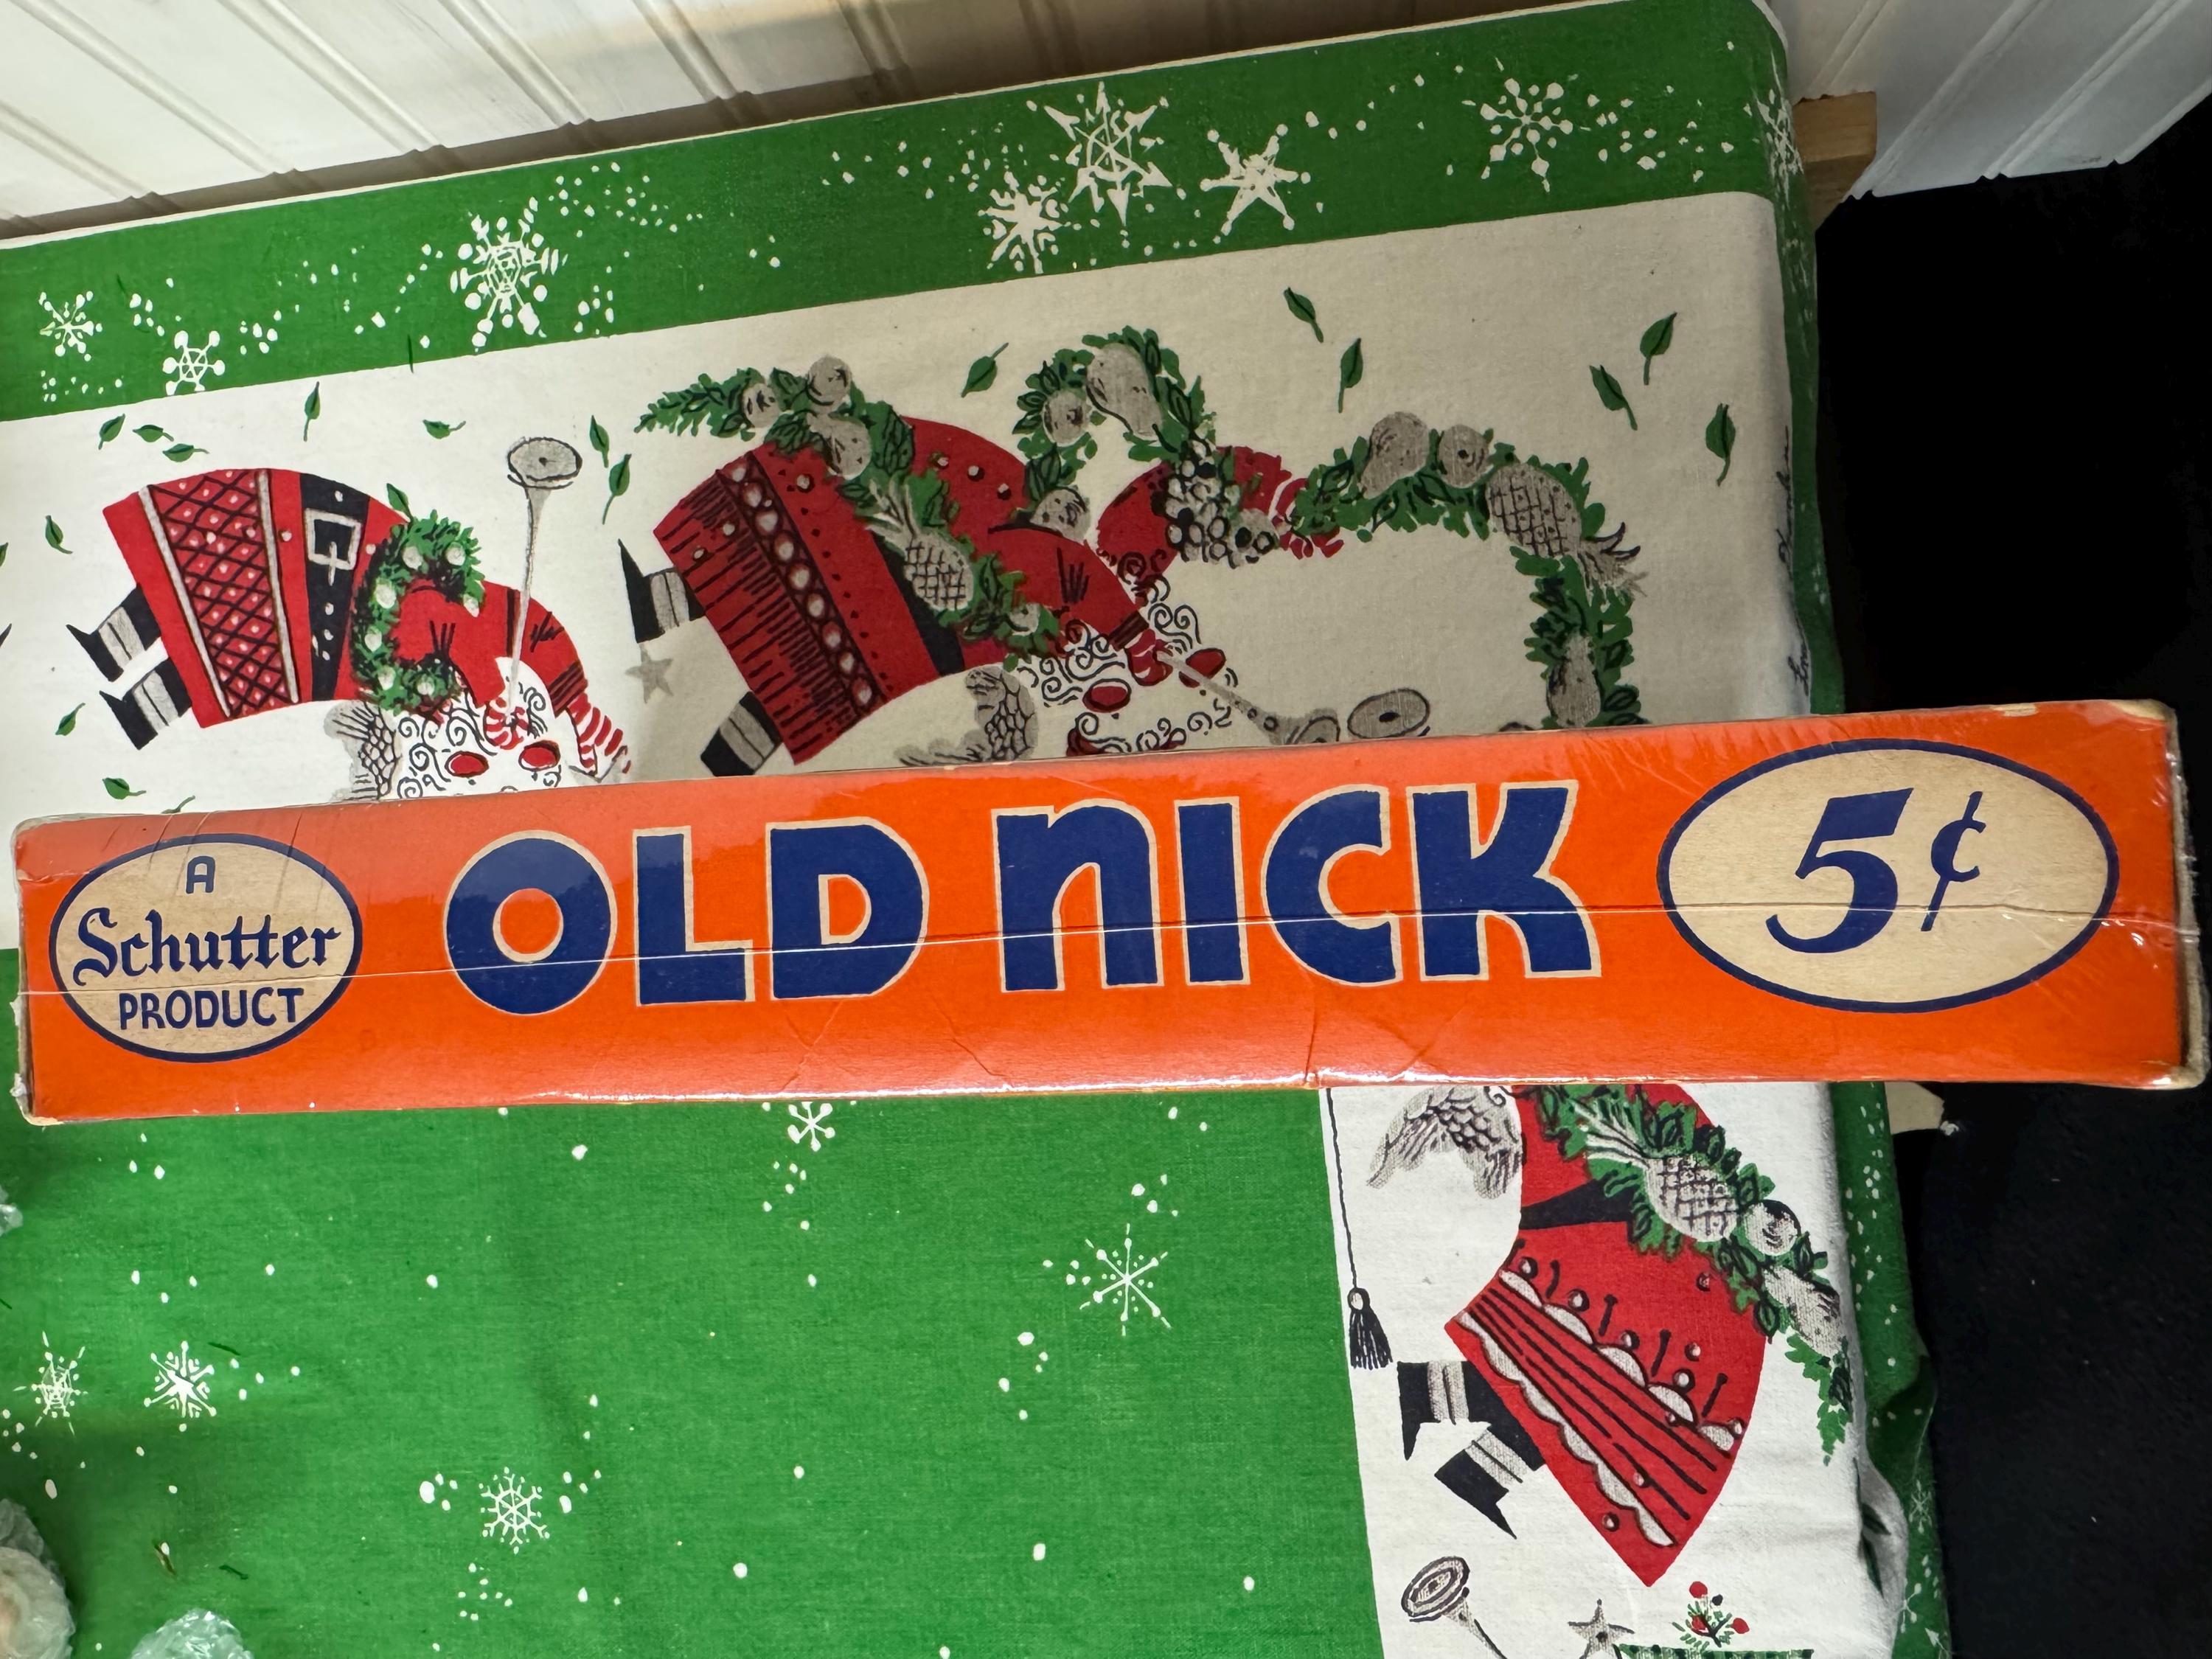 A
Schutter
PRODUCT
OLD NICK
5¢